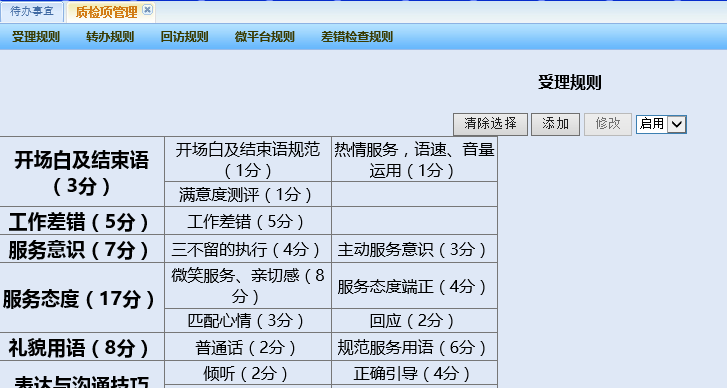 待办事宜 质检项管理
受理规则 转办规则 回访规则 微平台规则 差错检查规则
受理规则
清除选择 添加 修改 启用
开场白及结束语
（3分）
开场白及结束语规范
（1分）
热情服务，语速、音量
运用（1分）
满意度测评（1分）
工作差错（5分） 工作差错（5分）
服务意识（7分） 三不留的执行（4分） 主动服务意识（3分）
服务态度（17分）
微笑服务、亲切感（8
分）
服务态度端正（4分）
匹配心情（3分） 回应（2分）
礼貌用语（8分） 普通话（2分） 规范服务用语（6分）
表达与沟通技巧
倾听（2分） 正确引导（4分）